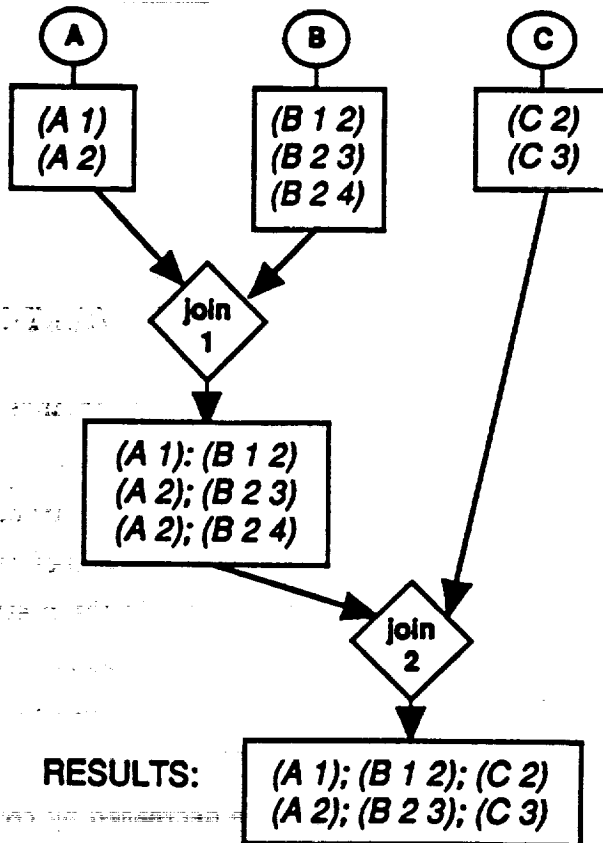 A
B
C
(A 1)
(A 2)
(B 1 2)
(B 2 3)
(B 2 4)
(C 2)
(C 3)
join
1
(A 1): (B 1 2)
(A 2); (B 2 3)
(A 2); (B 2 4)
join
2
RESULTS:
(A 1); (B 1 2); (C 2)
(A 2); (B 2 3); (C 3)